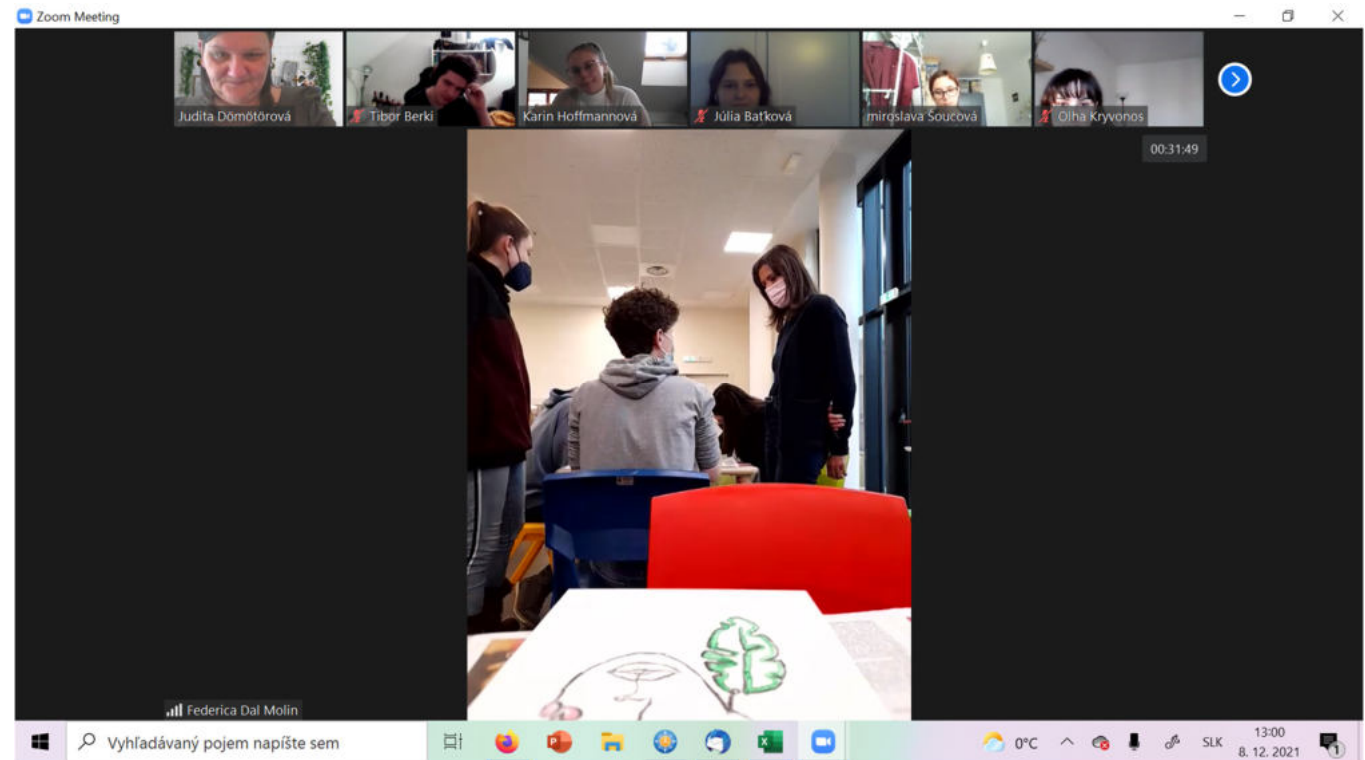 Zoom Meeting
Judita Dömötörová
Tibor Berki
Karin Hoffmannová
Júlia Baťková
miroslava Soucová
Olha Kryvonos
00:31:49
Federica Dal Molin
Vyhľadávaný pojem napíšte sem
0°C
SLK
13:00
8. 12. 2021
1